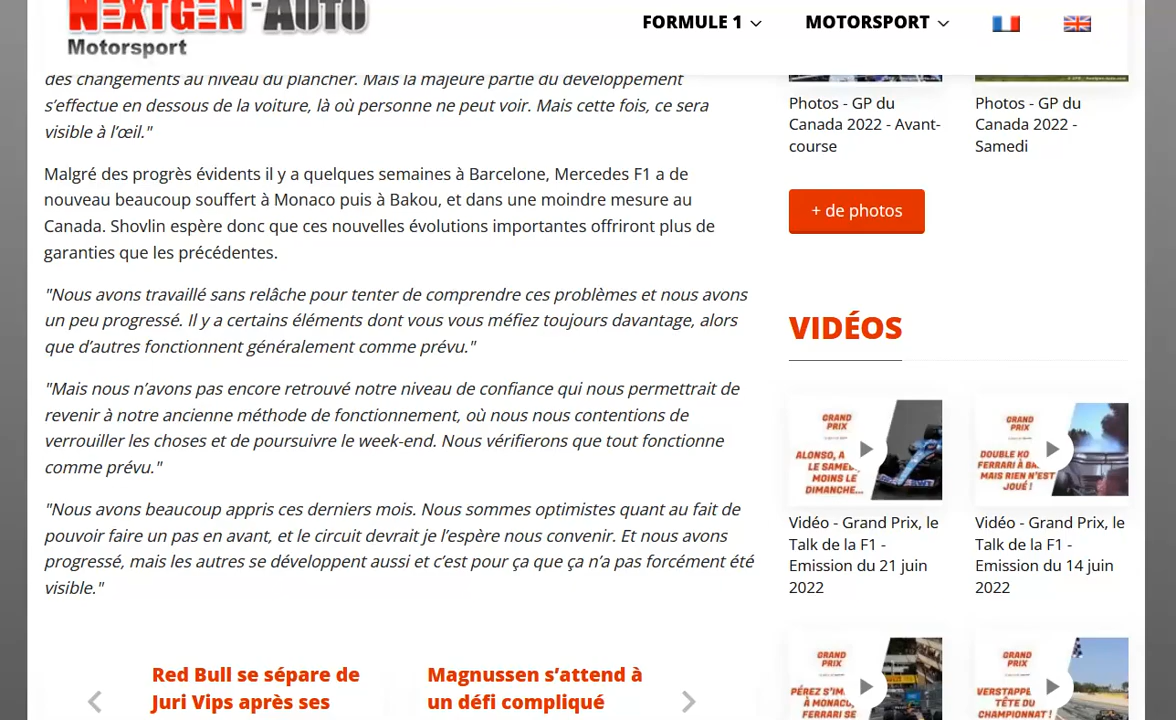 NEXTGEN-AUTO
Motorsport
FORMULE 1
MOTORSPORT
des changements au niveau du plancher. Mais la majeure partie du développement
s’effectue en dessous de la voiture, là où personne ne peut voir. Mais cette fois, ce sera
visible à l’œil."
Malgré des progrès évidents il y a quelques semaines à Barcelone, Mercedes F1 a de
nouveau beaucoup souffert à Monaco puis à Bakou, et dans une moindre mesure au
Canada. Shovlin espère donc que ces nouvelles évolutions importantes offriront plus de
garanties que les précédentes.
"Nous avons travaillé sans relâche pour tenter de comprendre ces problèmes et nous avons
un peu progressé. Il y a certains éléments dont vous vous méfiez toujours davantage, alors
que d’autres fonctionnent généralement comme prévu."
"Mais nous n’avons pas encore retrouvé notre niveau de confiance qui nous permettrait de
revenir à notre ancienne méthode de fonctionnement, où nous nous contentions de
verrouiller les choses et de poursuivre le week-end. Nous vérifierons que tout fonctionne
comme prévu."
"Nous avons beaucoup appris ces derniers mois. Nous sommes optimistes quant au fait de
pouvoir faire un pas en avant, et le circuit devrait je l’espère nous convenir. Et nous avons
progressé, mais les autres se développent aussi et c’est pour ça que ça n’a pas forcément été
visible."
Red Bull se sépare de
Juri Vips après ses
Magnussen s’attend à
un défi compliqué
Photos - GP du
Canada 2022 - Avant-
course
Photos - GP du
Canada 2022 -
Samedi
+ de photos
VIDÉOS
GRAND
PRIX
ALONSO, A
LE SAMED
MOINS LE
DIMANCHE...
GRAND
PRIX
DOUBLE KO
FERRARI À BA
MAIS RIEN N'EST
JOUÉ !
Vidéo - Grand Prix, le
Talk de la F1 -
Emission du 21 juin
2022
Vidéo - Grand Prix, le
Talk de la F1 -
Emission du 14 juin
2022
GRAND
PRIX
PÉREZ S'IM
À MONACO,
FERRARI SE
GRAND
PRIX
VERSTAPPE
TÊTE DU
CHAMPIONNAT !